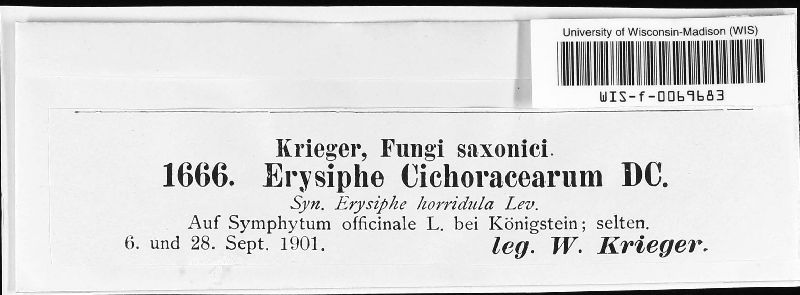 University of Wisconsin-Madison (WIS)
WIS-f-0069683
Krieger, Fungi saxonici.
1666. Erysiphe Cichoracearum DC.
Syn. Erysiphe horridula Lev.
Auf Symphytum officinale L. bei Königstein; selten.
6. und 28. Sept. 1901. leg. W. Krieger.